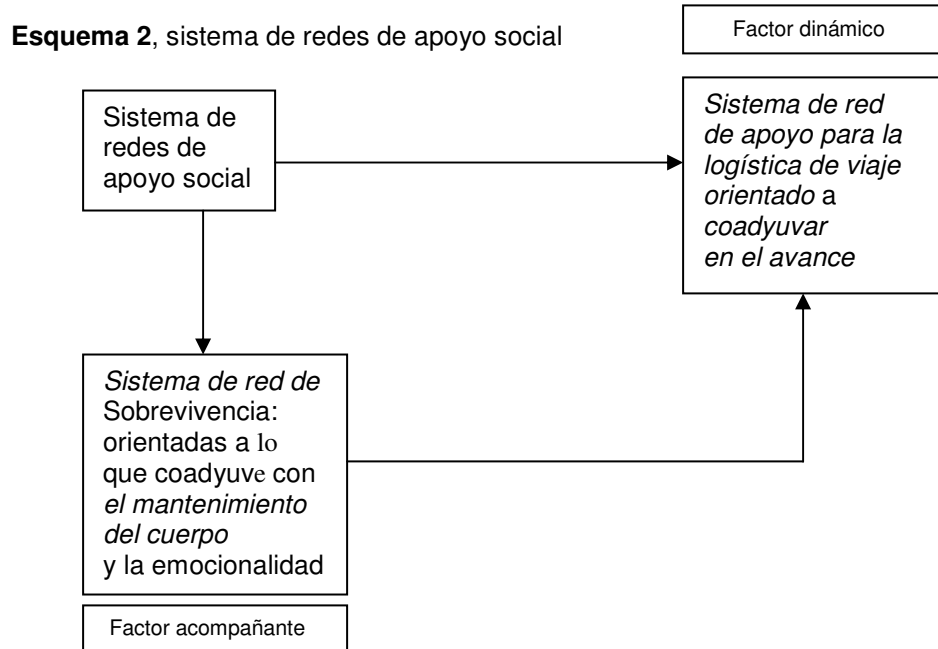 Esquema 2, sistema de redes de apoyo social
Factor dinámico
Sistema de
redes de
apoyo social
Sistema de red
de apoyo para la
logística de viaje
orientado a
coadyuvar
en el avance
Sistema de red de
Sobrevivencia:
orientadas a lo
que coadyuve con
el mantenimiento
del cuerpo
y la emocionalidad
Factor acompañante